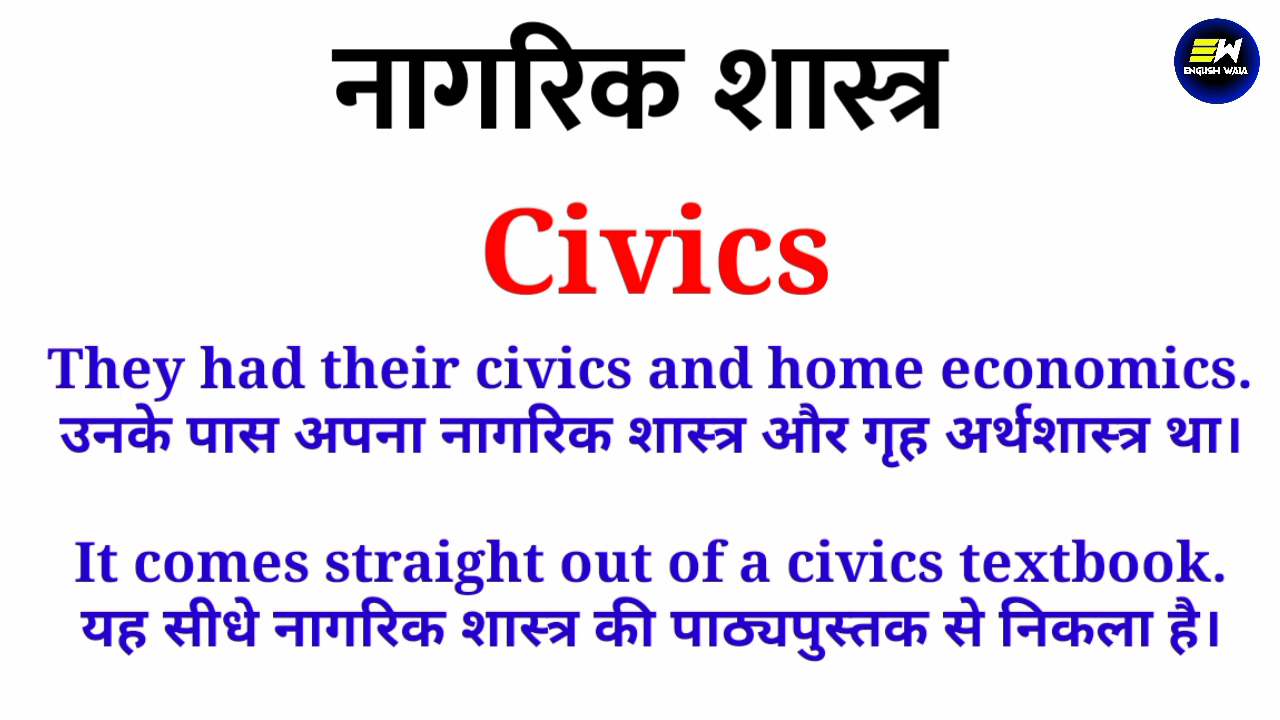 नागरिक शास्त्र
EW
ENGLISH WALA
Civics
They had their civics and home economics.
उनके पास अपना नागरिक शास्त्र और गृह अर्थशास्त्र था।
It comes straight out of a civics textbook.
यह सीधे नागरिक शास्त्र की पाठ्यपुस्तक से निकला है।